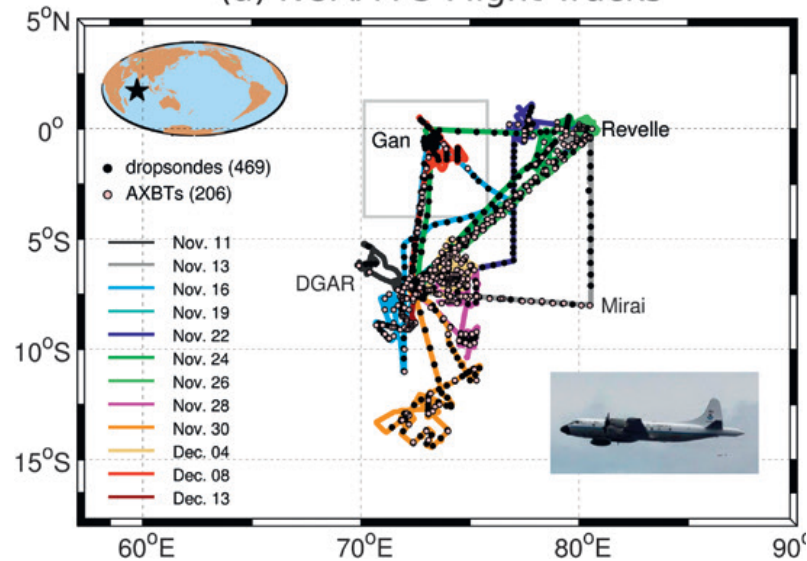 5°N
0°
Gan
Revelle
dropsondes (469)
AXBTs (206)
5°S
Nov. 11
Nov. 13
DGAR
Nov. 16
Mirai
Nov. 19
Nov. 22
10°S
Nov. 24
Nov. 26
Nov. 28
Nov. 30
Dec. 04
15°S
Dec. 08
Dec. 13
60°E
70°E
80°E
90°